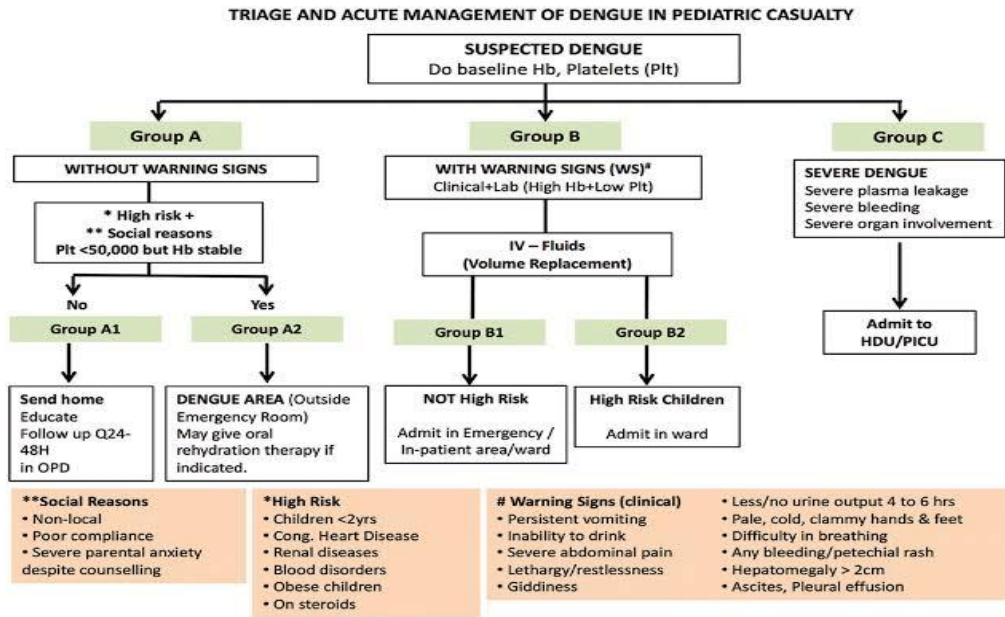 TRIAGE AND ACUTE MANAGEMENT OF DENGUE IN PEDIATRIC CASUALTY
SUSPECTED DENGUE
Do baseline Hb, Platelets (Plt)
Group A
WITHOUT WARNING SIGNS
* High risk +
** Social reasons
Plt <50,000 but Hb stable
No
Yes
Group A1
Send home
Educate
Follow up Q24-
48H
in OPD
Group A2
DENGUE AREA (Outside
Emergency Room)
May give oral
rehydration therapy if
indicated.
Group B
WITH WARNING SIGNS (WS)#
Clinical+Lab (High Hb+Low Plt)
IV – Fluids
(Volume Replacement)
Group B1
NOT High Risk
Admit in Emergency /
In-patient area/ward
Group B2
High Risk Children
Admit in ward
Group C
SEVERE DENGUE
Severe plasma leakage
Severe bleeding
Severe organ involvement
Admit to
HDU/PICU
**Social Reasons
• Non-local
• Poor compliance
• Severe parental anxiety
despite counselling
*High Risk
• Children <2yrs
• Cong. Heart Disease
• Renal diseases
• Blood disorders
• Obese children
• On steroids
# Warning Signs (clinical)
• Persistent vomiting
• Inability to drink
• Severe abdominal pain
• Lethargy/restlessness
• Giddiness
• Less/no urine output 4 to 6 hrs
• Pale, cold, clammy hands & feet
• Difficulty in breathing
• Any bleeding/petechial rash
• Hepatomegaly > 2cm
• Ascites, Pleural effusion